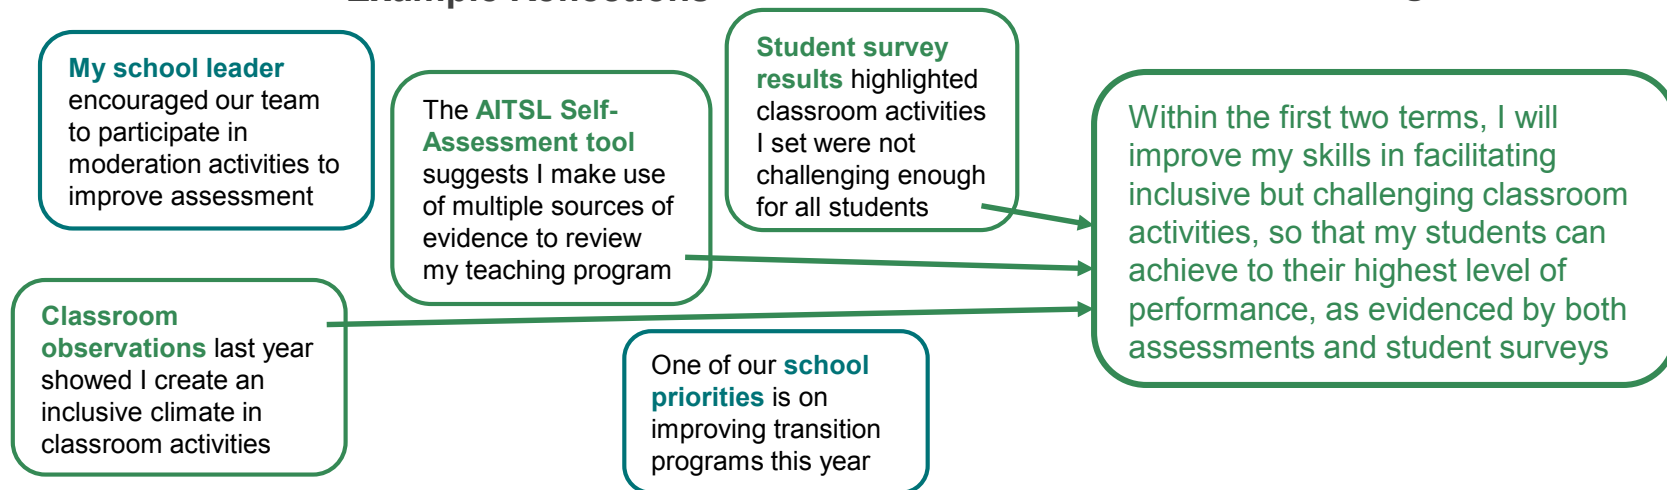 My school leader
encouraged our team
to participate in
moderation activities to
improve assessment
The AITSL Self-
Assessment tool
suggests I make use
of multiple sources of
evidence to review
my teaching program
Student survey
results highlighted
classroom activities
I set were not
challenging enough
for all students
Classroom
observations last year
showed I create an
inclusive climate in
classroom activities
One of our school
priorities is on
improving transition
programs this year
Within the first two terms, I will
improve my skills in facilitating
inclusive but challenging classroom
activities, so that my students can
achieve to their highest level of
performance, as evidenced by both
assessments and student surveys